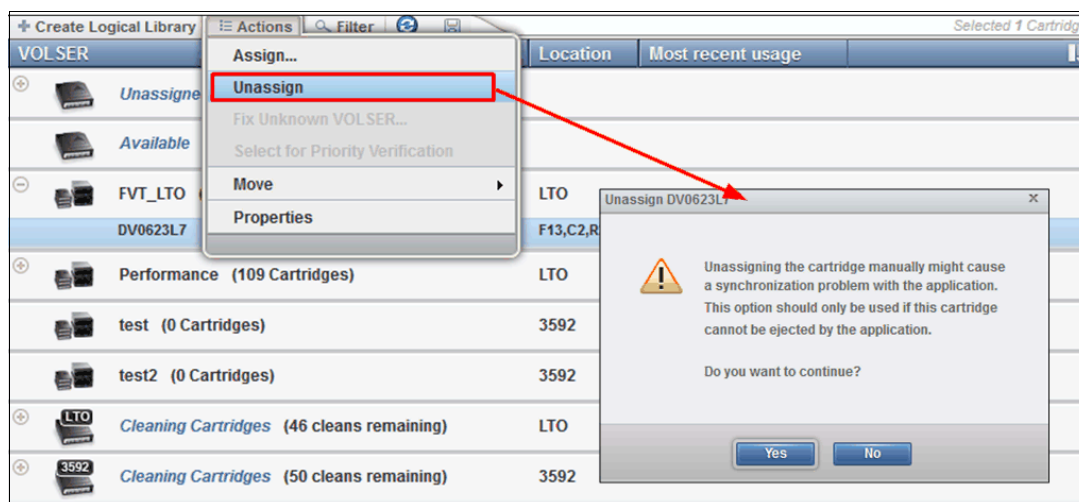 Create Logical Library Actions Filter Selected 1 Cartridg
VOLSER Location Most recent usage
Assign...
Unassigne
Unassign
Fix Unknown VOLSER...
Available
Select for Priority Verification
Move
FVT_LTO LTO
Properties
DV0623L7 F13,C2,R
Performance (109 Cartridges) LTO
test (0 Cartridges) 3592
test2 (0 Cartridges) 3592
LTO
Cleaning Cartridges (46 cleans remaining) LTO
3592
Cleaning Cartridges (50 cleans remaining) 3592
Unassign DV0623L7
Unassigning the cartridge manually might cause
a synchronization problem with the application.
This option should only be used if this cartridge
cannot be ejected by the application.
Do you want to continue?
Yes No